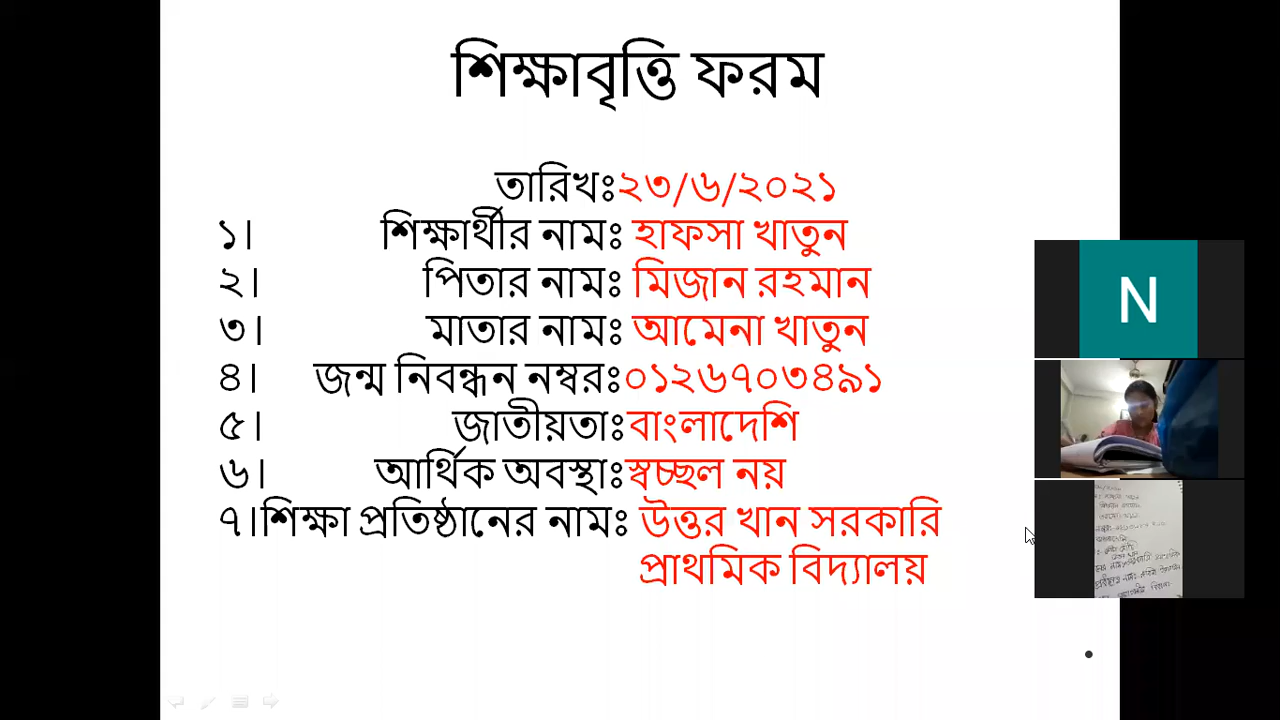 শিক্ষাবৃত্তি ফরম
তারিখঃ২৩/৬/২০২১
১। শিক্ষার্থীর নামঃ হাফসা খাতুন
২। পিতার নামঃ মিজান রহমান
৩। মাতার নামঃ আমেনা খাতুন
৪। জন্ম নিবন্ধন নম্বরঃ০১২৬৭০৩৪৯১
৫। জাতীয়তাঃবাংলাদেশি
৬। আর্থিক অবস্থাঃস্বচ্ছল নয়
৭।শিক্ষা প্রতিষ্ঠানের নামঃ উত্তর খান সরকারি
প্রাথমিক বিদ্যালয়
N